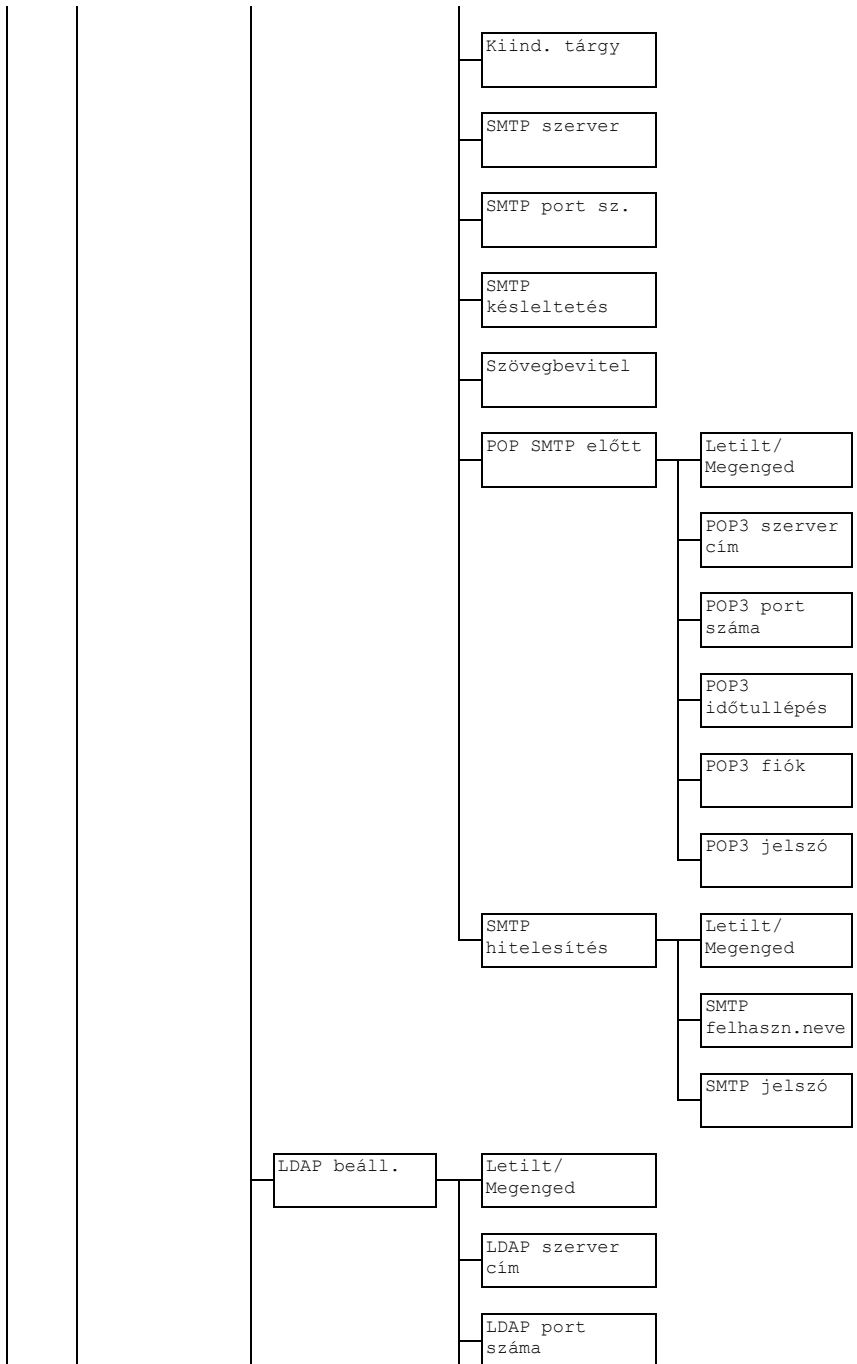 Kiind. tárgy
SMTP szerver
SMTP port sz.
SMTP
késleltetés
Szövegbevitel
POP SMTP előtt
Letilt/
Megenged
POP3 szerver
cím
POP3 port
száma
POP3
időtullépés
POP3 fiók
POP3 jelszó
SMTP
hitelesítés
Letilt/
Megenged
SMTP
felhaszn.neve
SMTP jelszó
LDAP beáll.
Letilt/
Megenged
LDAP szerver
cím
LDAP port
száma